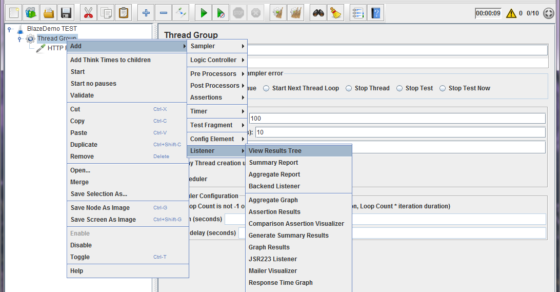 00:00:09 0 0/10
BlazeDemo TEST
Thread Group
HTTP
Thread Group
Add
Add Think Times to children
Start
Start no pauses
Validate
Cut Ctrl-X
Copy Ctrl-C
Paste Ctrl-V
Duplicate Ctrl+Shift-C
Remove Delete
Open...
Merge
Save Selection As...
Save Node As Image Ctrl-G
Save Screen As Image Ctrl+Shift-G
Enable
Disable
Toggle Ctrl-T
Help
Sampler
Logic Controller
Pre Processors
Post Processors
Assertions
Timer
Test Fragment
Config Element
Listener
View Results Tree
Summary Report
Aggregate Report
Backend Listener
Aggregate Graph
Assertion Results
Comparison Assertion Visualizer
Generate Summary Results
Graph Results
JSR223 Listener
Mailer Visualizer
Response Time Graph
mpler error
ue Start Next Thread Loop Stop Thread Stop Test Stop Test Now
100
10
y Thread creation u
eduler
ler Configuration
op Count is not -1 o on, Loop Count * iteration duration)
n (seconds)
delay (seconds)